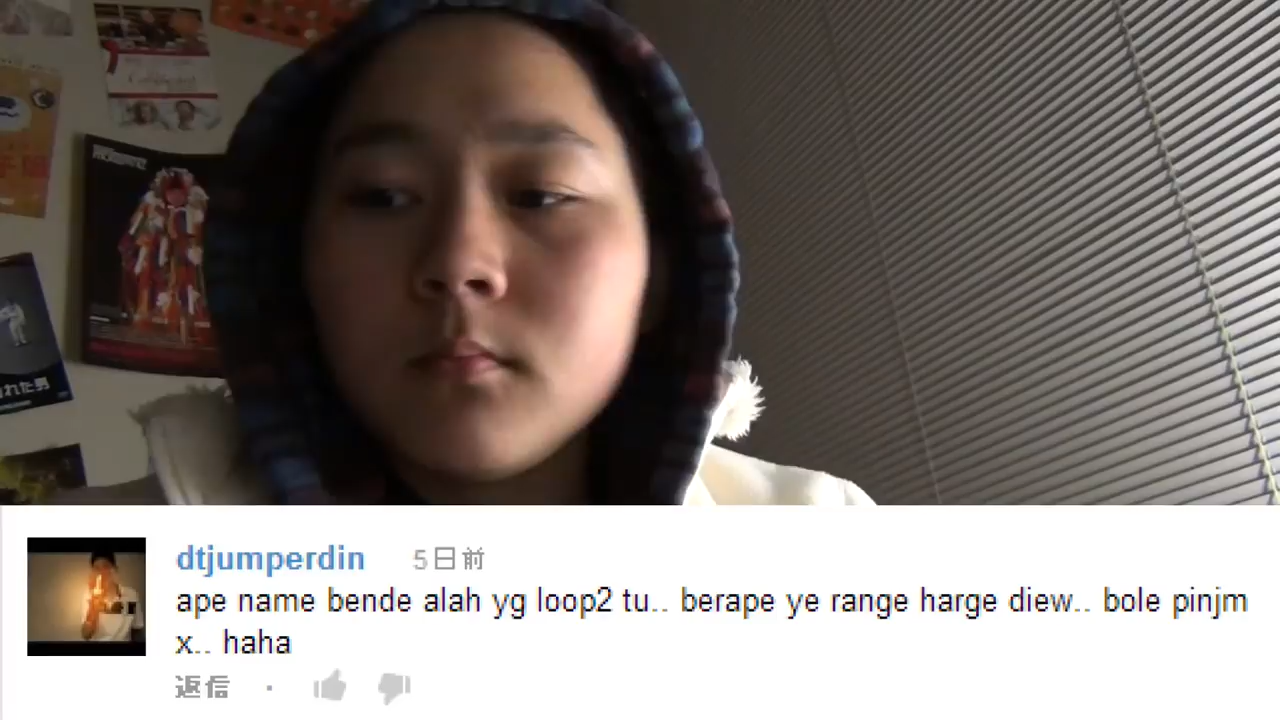 dtjumperdin 5日前
ape name bende alah yg loop2 tu.. berape ye range harge diew.. bole pinjm
x.. haha
返信 ·